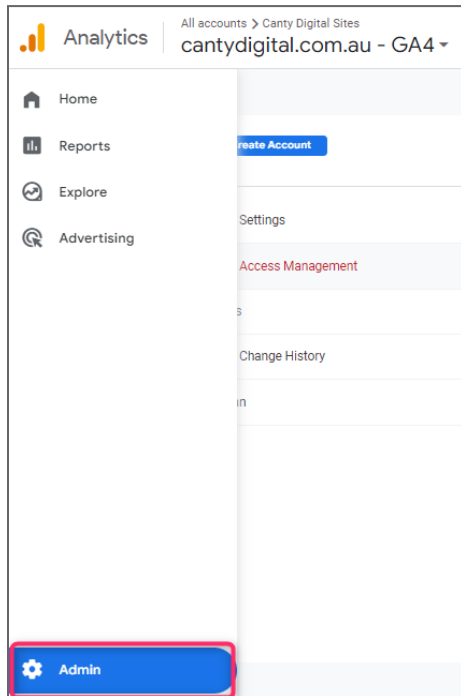 Analytics
All accounts > Canty Digital Sites
cantydigital.com.au - GA4
Home
Reports
reate Account
Explore
Settings
Advertising
Access Management
s
Change History
Admin